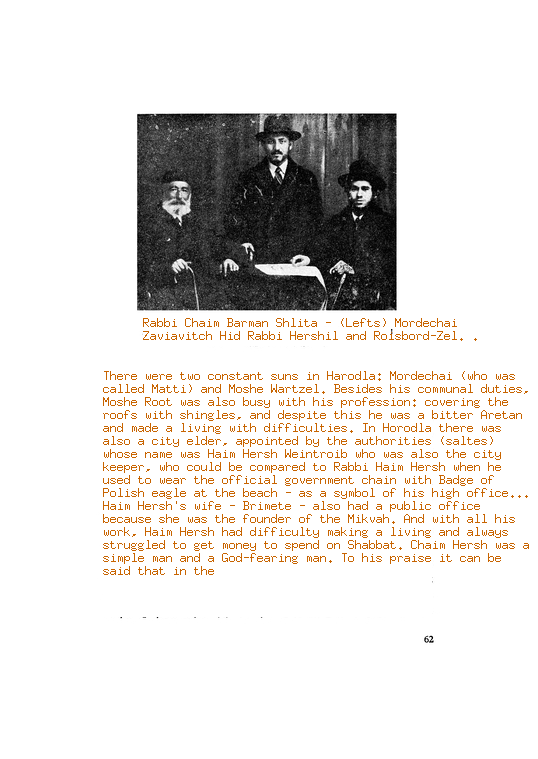 Rabbi Chaim Barman Shlita - (Lefts) Mordechai
Zaviavitch Hid Rabbi Hershil and Roisbord-Zel. .
There were two constant suns in Harodla: Mordechai (who was
called Matti) and Moshe Wartzel. Besides his communal duties,
Moshe Root was also busy with his profession: covering the
roofs with shingles, and despite this he was a bitter Aretan
and made a living with difficulties. In Horodla there was
also a city elder, appointed by the authorities (saltes)
whose name was Haim Hersh Weintroib who was also the city
keeper, who could be compared to Rabbi Haim Hersh when he
used to wear the official government chain with Badge of
Polish eagle at the beach - as a symbol of his high office...
Haim Hersh's wife - Brimete - also had a public office
because she was the founder of the Mikvah. And with all his
work, Haim Hersh had difficulty making a living and always
struggled to get money to spend on Shabbat. Chaim Hersh was a
simple man and a God-fearing man. To his praise it can be
said that in the
62